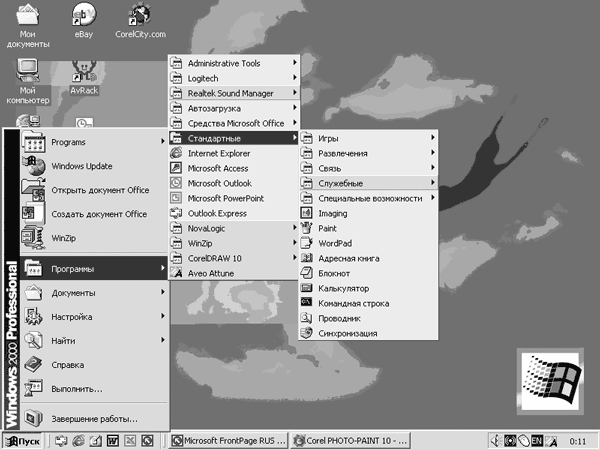 Мои документы
eBay
CorelCity.com
Мой компьютер
AvRack
Programs
Windows Update
Открыть документ Office
Создать документ Office
WinZip
Программы
Документы
Настройка
Найти
Справка
Выполнить...
Завершение работы...
Windows 2000 Professional
Administrative Tools
Logitech
Realtek Sound Manager
Автозагрузка
Средства Microsoft Office
Стандартные
Internet Explorer
Microsoft Access
Microsoft Outlook
Microsoft PowerPoint
Outlook Express
NovaLogic
WinZip
CorelDRAW 10
Aveo Attune
Игры
Развлечения
Связь
Служебные
Специальные возможности
Imaging
Paint
WordPad
Адресная книга
Блокнот
Калькулятор
Командная строка
Проводник
Синхронизация
Пуск
Microsoft FrontPage RUS ...
Corel PHOTO-PAINT 10 - ...
EN
0:11